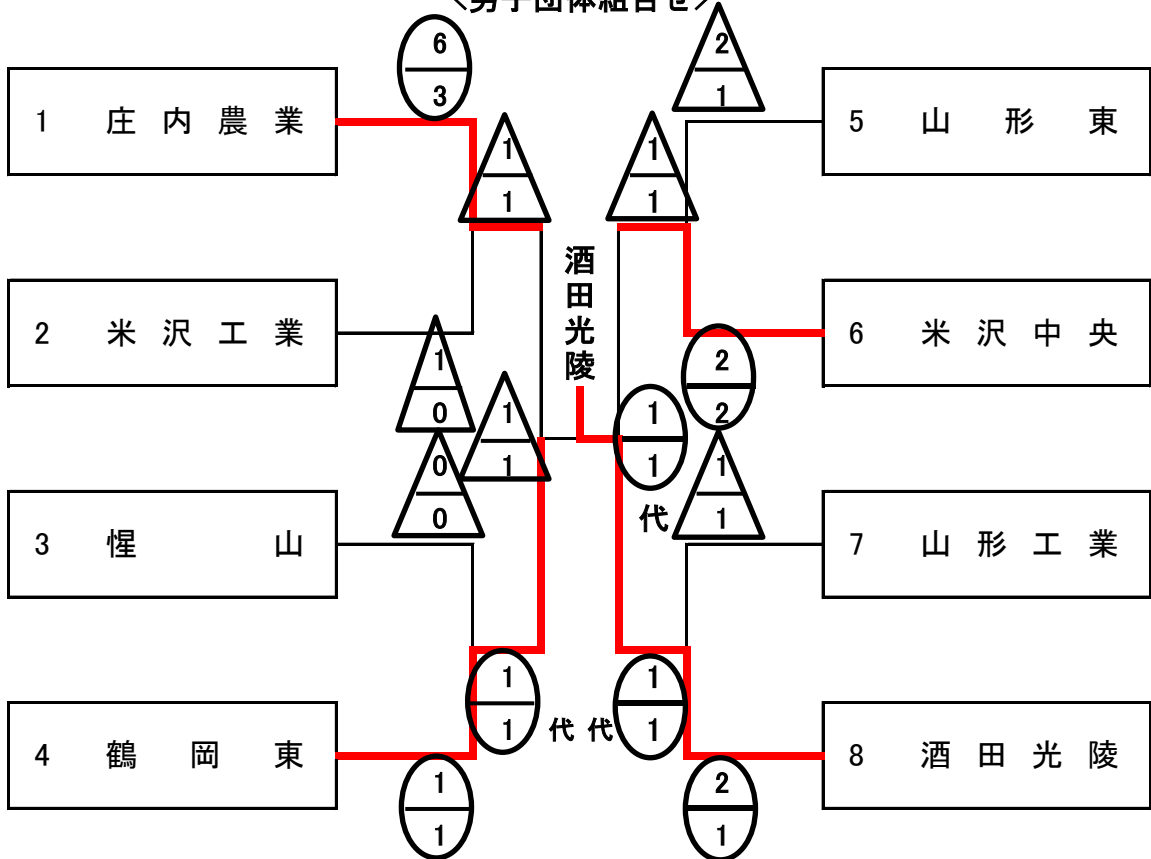 ＜男子団体組合せ＞
6
3
2
1
1 庄内農業
5 山形東
1
1
1
1
酒田光陵
2 米沢工業
6 米沢中央
1
0
2
2
1
1
1
1
代
0
0
1
1
3 惺山
7 山形工業
1
1
代 代
1
1
4 鶴岡東
8 酒田光陵
1
1
2
1